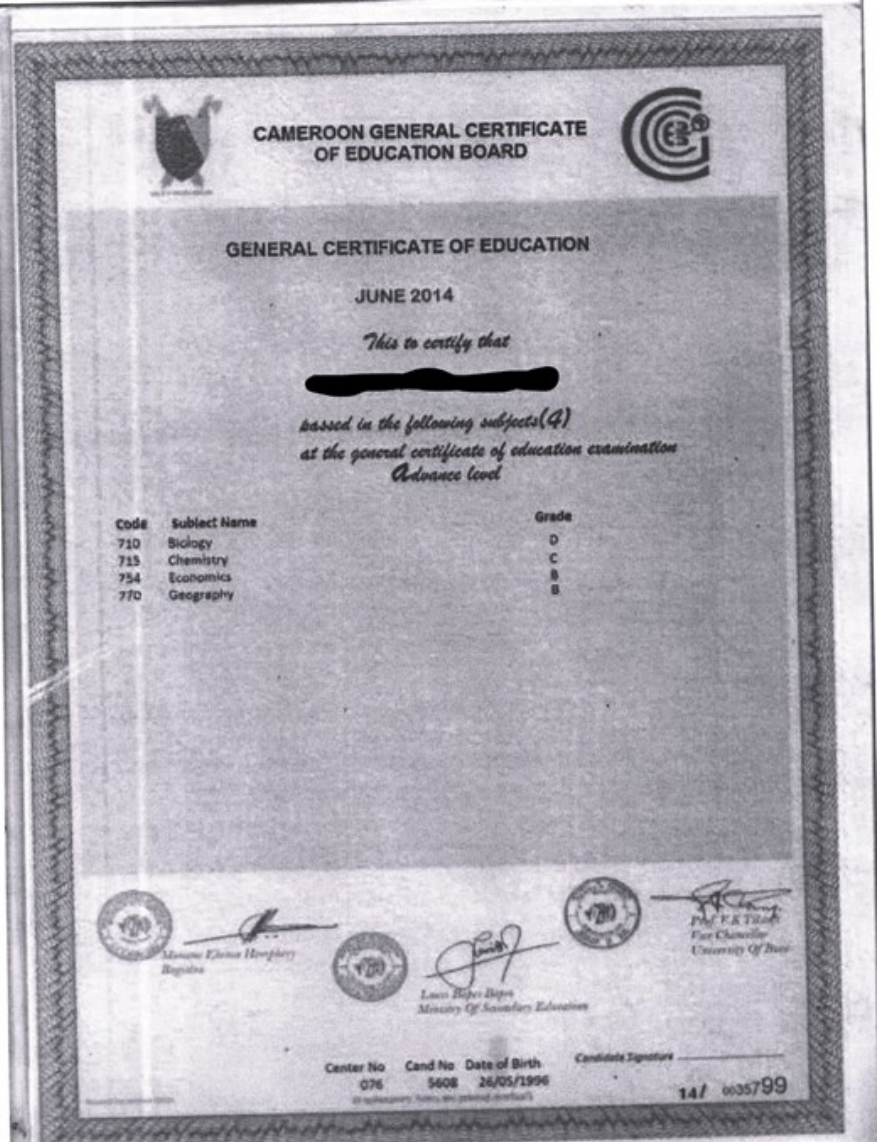 CAMEROON GENERAL CERTIFICATE
OF EDUCATION BOARD
GENERAL CERTIFICATE OF EDUCATION
JUNE 2014
This to certify that
passed in the following subjects(4)
at the general certificate of education examination
Advance level
Code Subject Name Grade
710 Biology D
715 Chemistry C
754 Economics B
770 Geography B
Humphery
Prof. V.K
Vice Chancellor
University Of
Ministry Of Secondary Education
Center No Cand No Date of Birth Candidate Signature
076 5608 26/05/1996
14/ 0035799